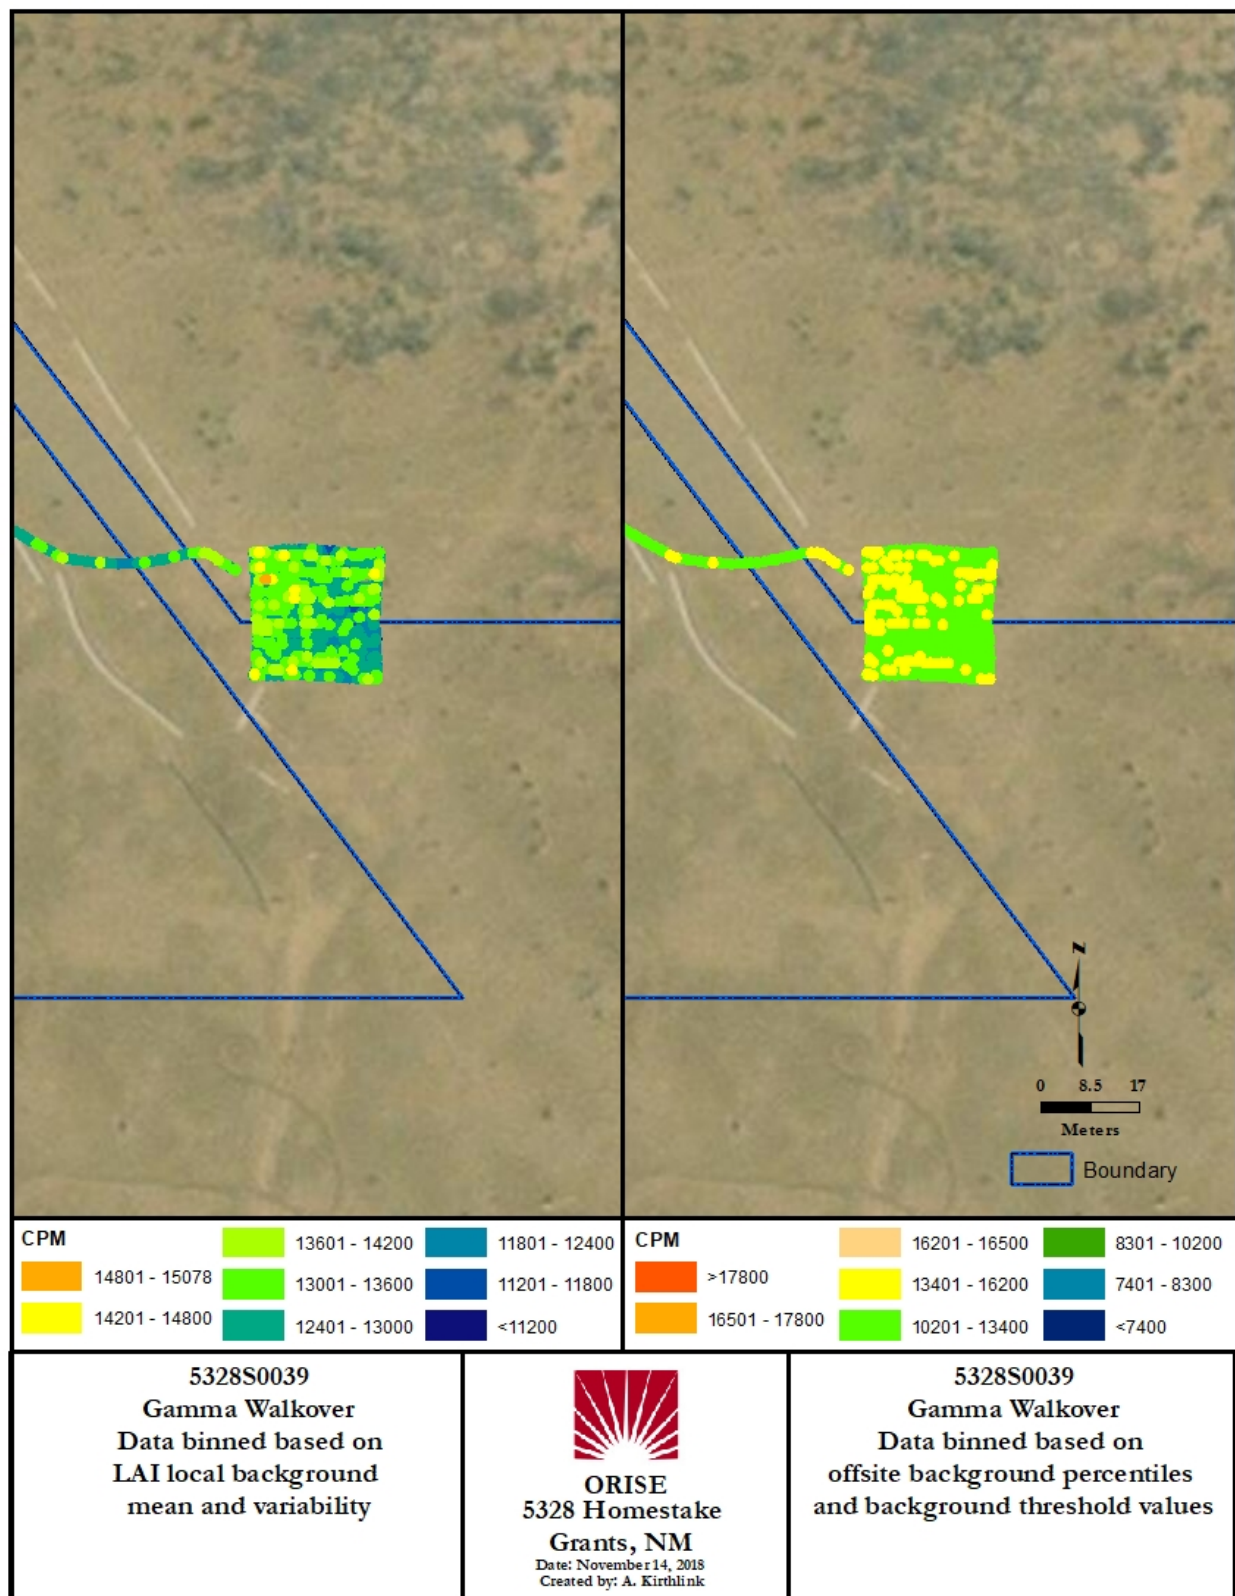 N
0 8.5 17
Meters
Boundary
CPM
14801 - 15078
14201 - 14800
13601 - 14200
13001 - 13600
12401 - 13000
11801 - 12400
11201 - 11800
<11200
CPM
>17800
16501 - 17800
16201 - 16500
13401 - 16200
10201 - 13400
8301 - 10200
7401 - 8300
<7400
5328S0039
Gamma Walkover
Data binned based on
LAI local background
mean and variability
ORISE
5328 Homestake
Grants, NM
Date: November 14, 2018
Created by: A. Kirthlink
5328S0039
Gamma Walkover
Data binned based on
offsite background percentiles
and background threshold values